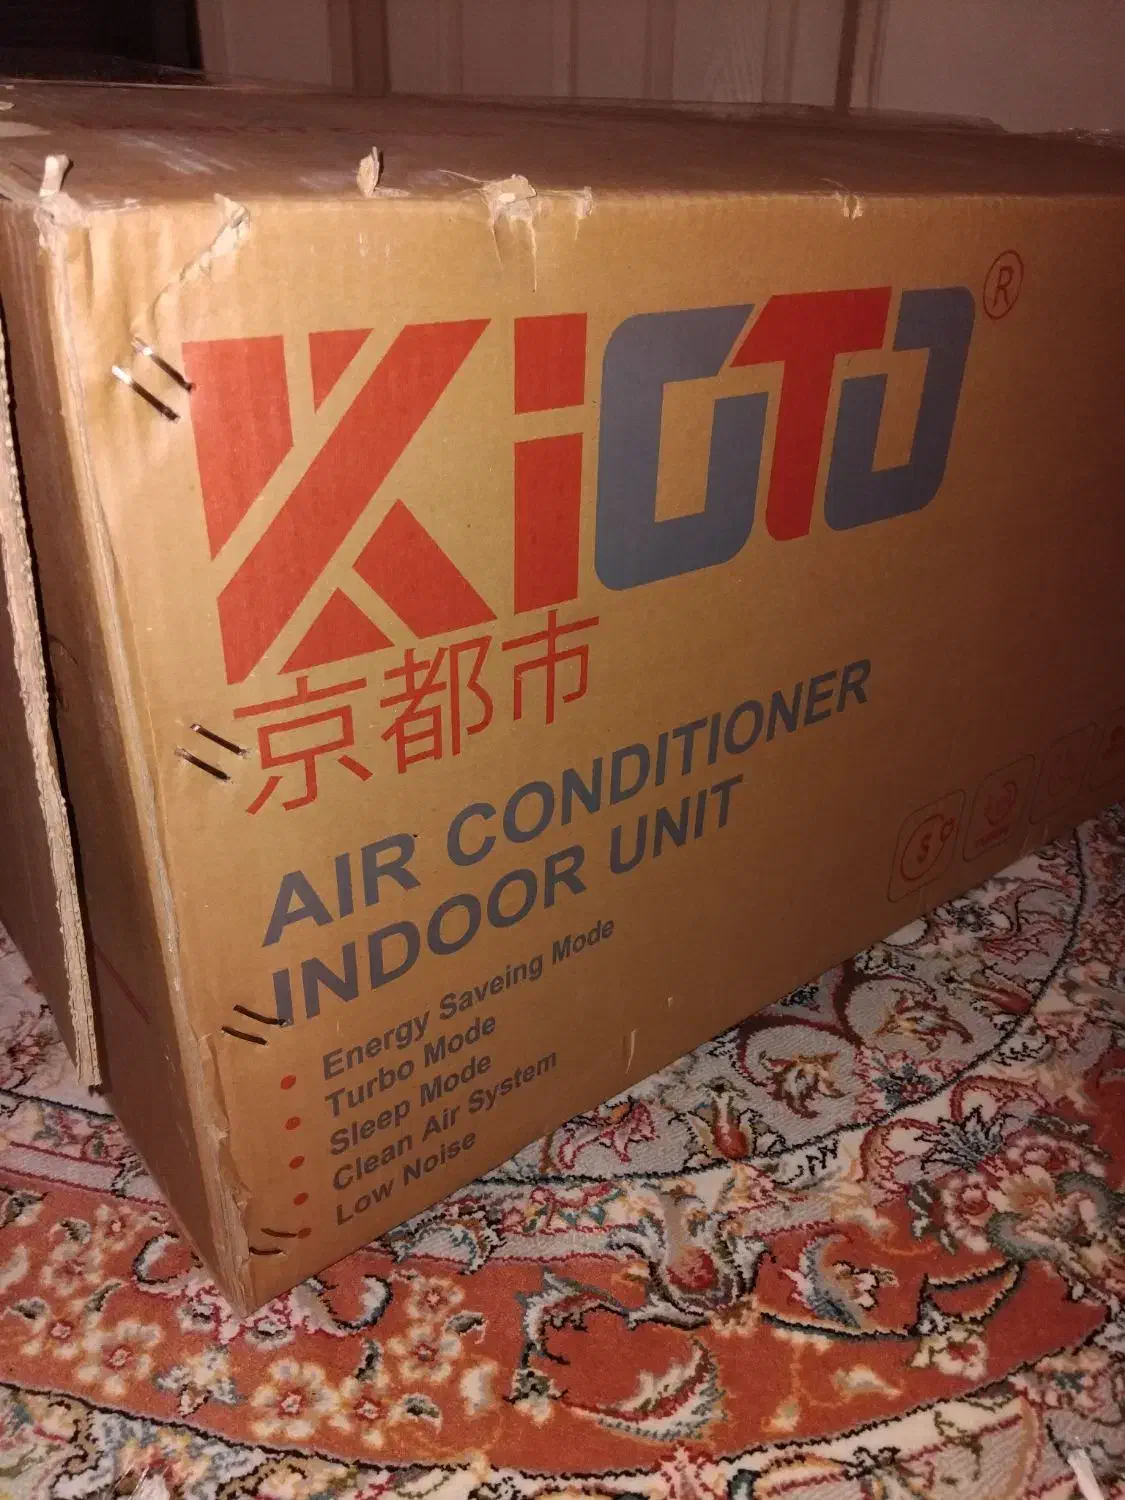 KiOTO®
京都市
AIR CONDITIONER
INDOOR UNIT
• Energy Saveing Mode
• Turbo Mode
• Sleep Mode
• Clean Air System
• Low Noise